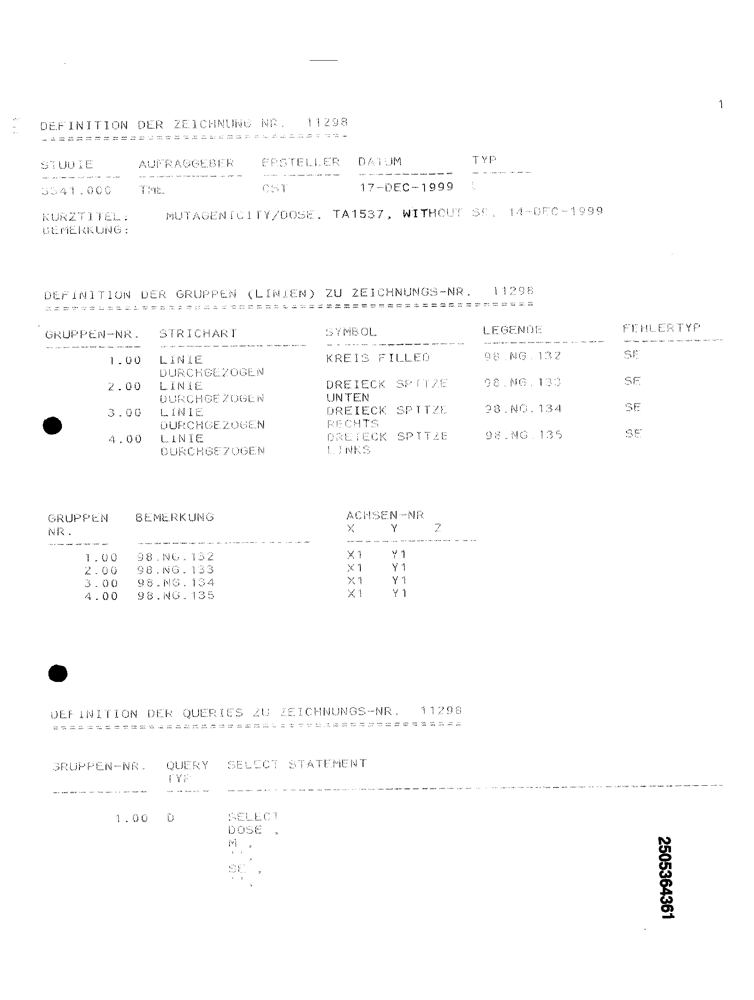 1
DEFINITION DER ZEICHNUNG NR. 11298
STUDIE AUFRAGGEBER ERSTELLER DATUM TYP
3341.000 CST 17-DEC-1999
KURZTITEL: MUTAGENICITY/DOSE, TA1537, WITHOUT S9, 14-DEC-1999
BEMERKUNG:
DEFINITION DER GRUPPEN (LINIEN) ZU ZEICHNUNGS-NR. 11298
GRUPPEN-NR. STRICHART SYMBOL LEGENDE FEHLERTYP
1.00 LINIE KREIS FILLED 98.NG.132 SE
DURCHGEZOGEN
2.00 LINIE DREIECK SPITZE 98.NG.133 SE
DURCHGEZOGEN UNTEN
3.00 LINIE DREIECK SPITZE 98.NG.134 SE
DURCHGEZOGEN RECHTS
4.00 LINIE DREIECK SPITZE 98.NG.135 SE
DURCHGEZOGEN LINKS
GRUPPEN BEMERKUNG ACHSEN-NR
NR. X Y Z
1.00 98.NG.132 X1 Y1
2.00 98.NG.133 X1 Y1
3.00 98.NG.134 X1 Y1
4.00 98.NG.135 X1 Y1
DEFINITION DER QUERIES ZU ZEICHNUNGS-NR. 11298
GRUPPEN-NR. QUERY SELECT STATEMENT
TYP
1.00 D SELECT
DOSE ,
M ,
'' ,
SE ,
'' ,
2505364361